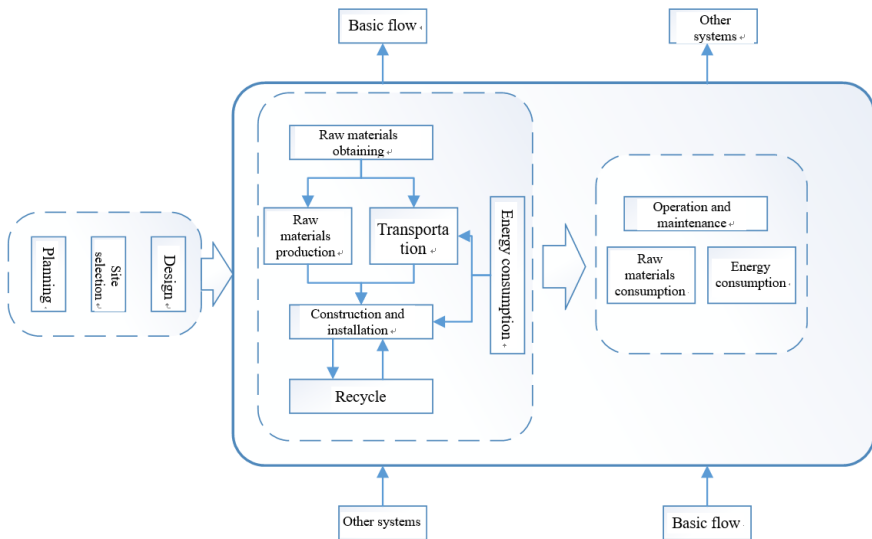 Basic flow
Other
systems
Raw materials
obtaining
Raw
materials
production
Transporta
tion
Energy consumption
Construction and
installation
Recycle
Planning
Site
selection
Design
Operation and
maintenance
Raw
materials
consumption
Energy
consumption
Other systems
Basic flow